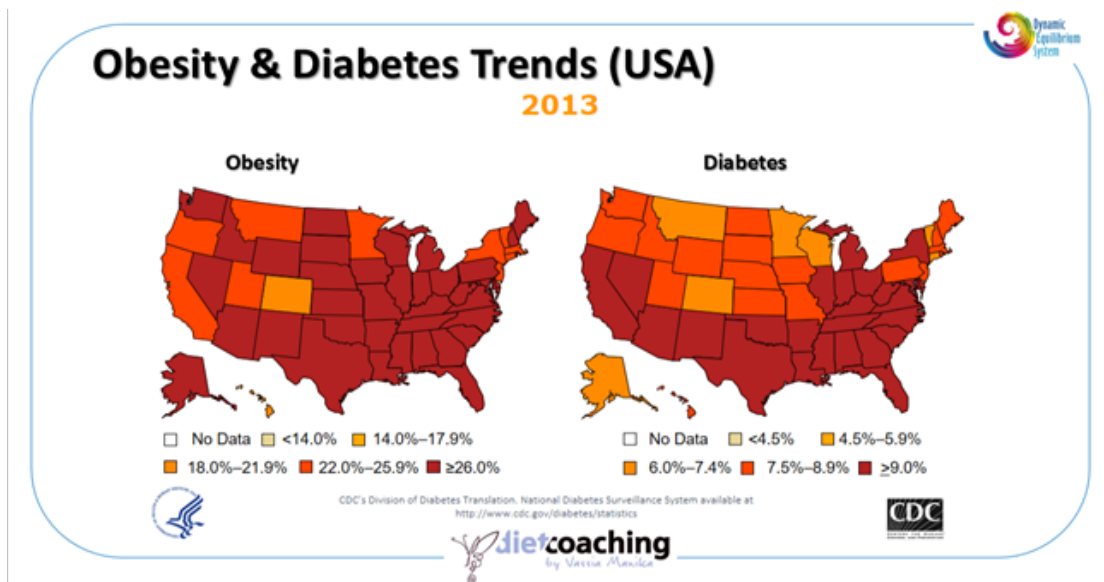 Dynamic
Equilibrium
System
Obesity & Diabetes Trends (USA)
2013
Obesity
Diabetes
No Data <14.0% 14.0%–17.9%
18.0%–21.9% 22.0%–25.9% ≥26.0%
No Data <4.5% 4.5%–5.9%
6.0%–7.4% 7.5%–8.9% ≥9.0%
CDC's Division of Diabetes Translation. National Diabetes Surveillance System available at
http://www.cdc.gov/diabetes/statistics
CDC
dietcoaching
by Vassia Manika